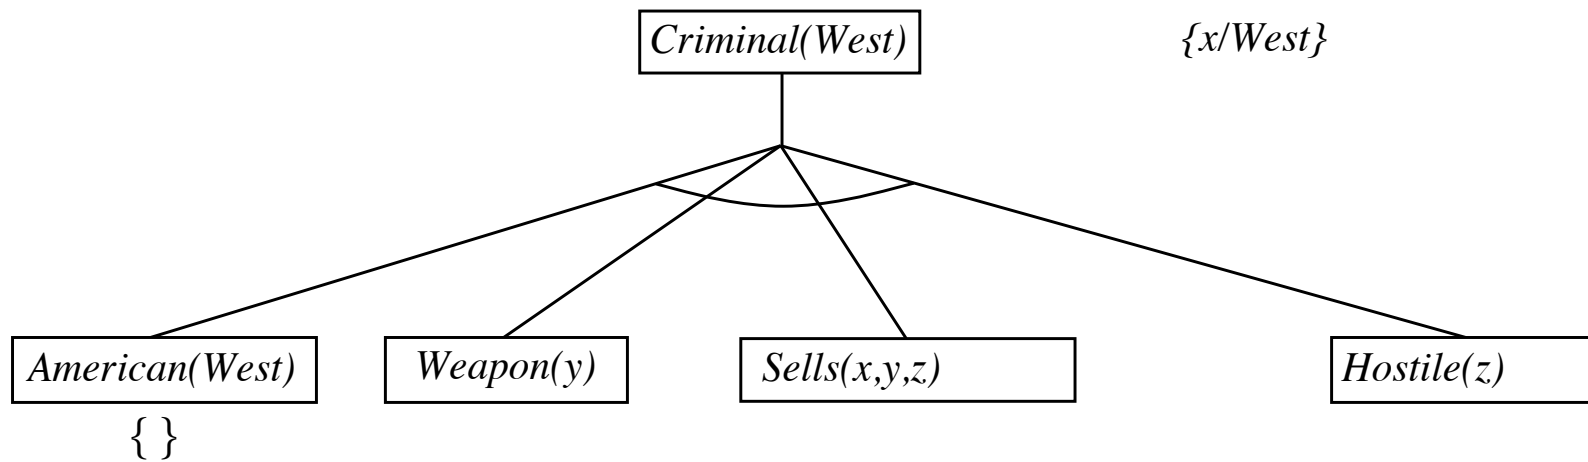 Criminal(West) {x/West}
American(West) Weapon(y) Sells(x,y,z) Hostile(z)
{ }